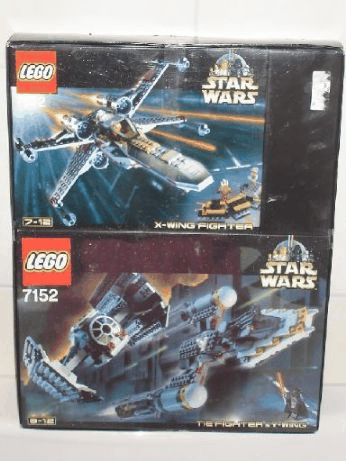 LEGO
STAR
WARS
7-12
X-WING FIGHTER
LEGO
STAR
WARS
7152
8-12
TIE FIGHTER & Y-WING